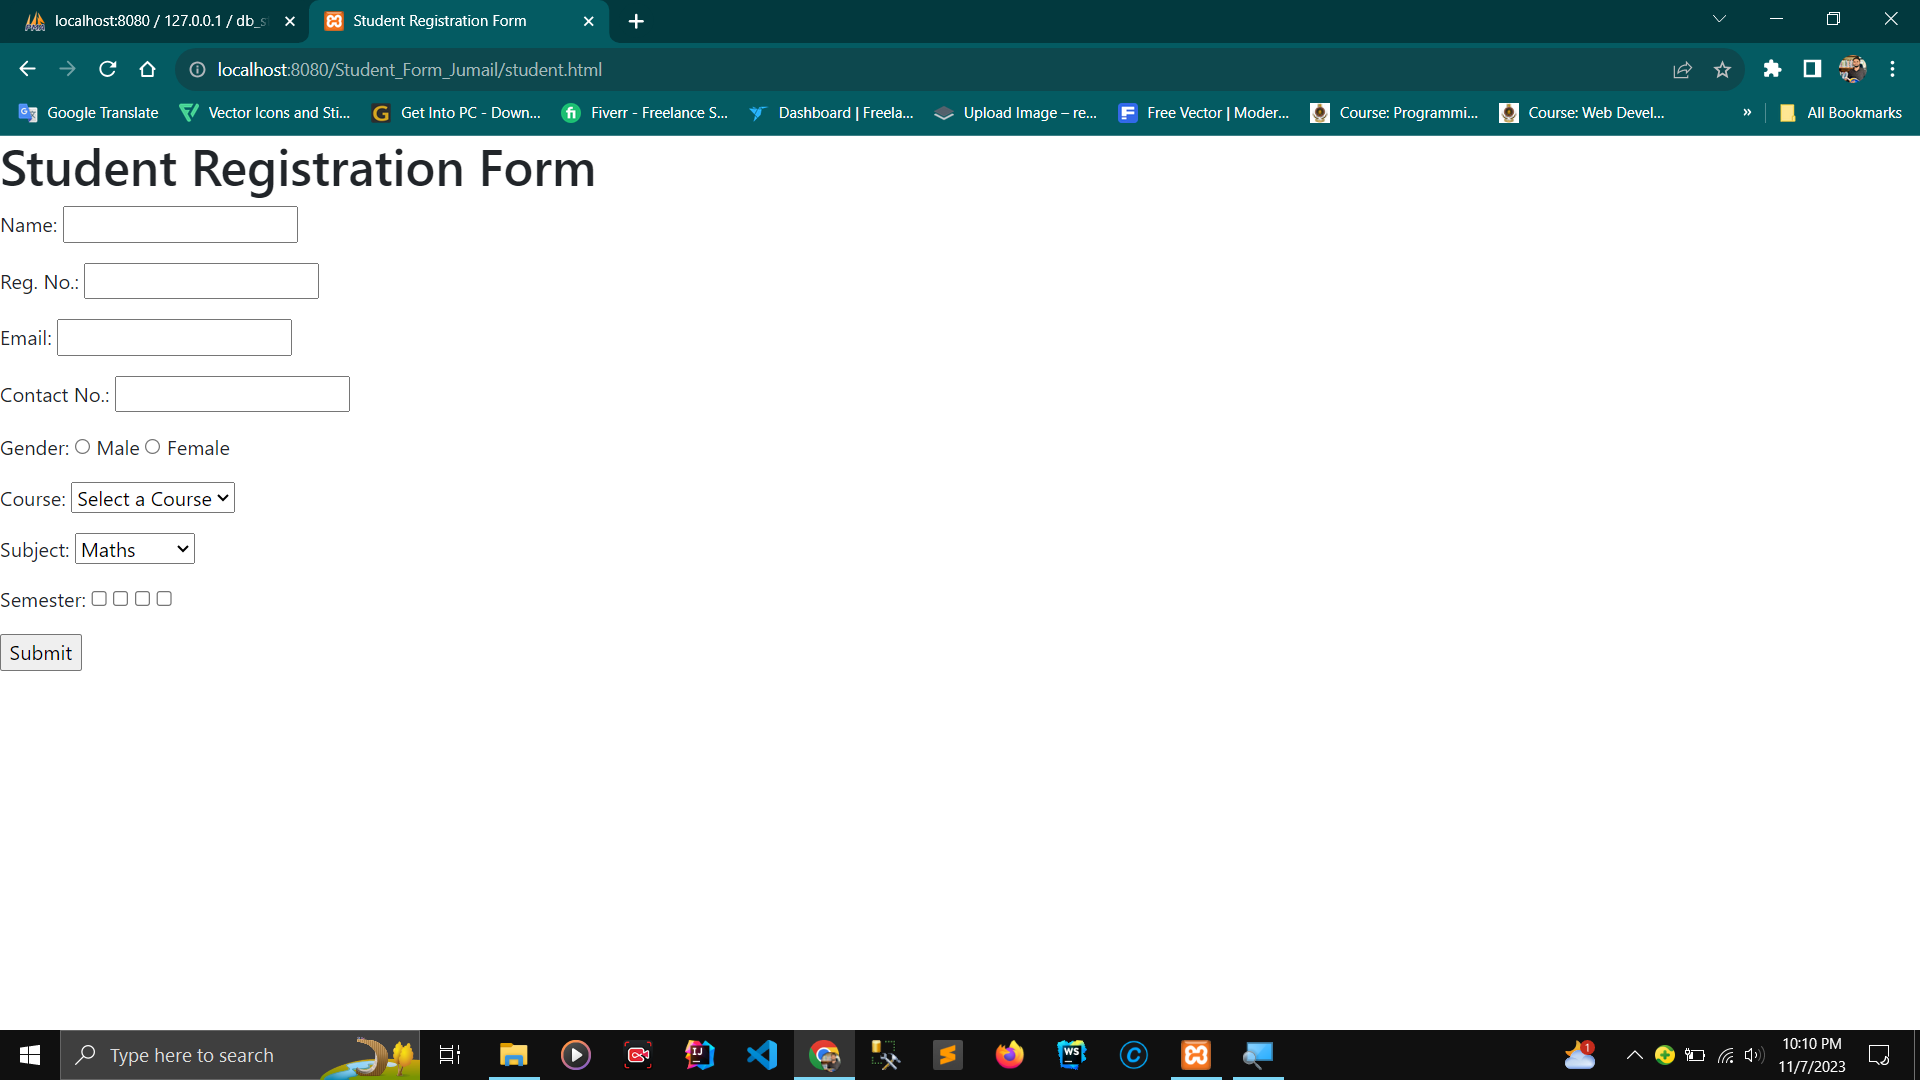 localhost:8080 / 127.0.0.1 / db_s
Student Registration Form
localhost:8080/Student_Form_Jumail/student.html
Google Translate
Vector Icons and Sti...
Get Into PC - Down...
Fiverr - Freelance S...
Dashboard | Freela...
Upload Image – re...
Free Vector | Moder...
Course: Programmi...
Course: Web Devel...
»
All Bookmarks
Student Registration Form
Name:
Reg. No.:
Email:
Contact No.:
Gender: Male Female
Course: Select a Course
Subject: Maths
Semester:
Submit
Type here to search
1
10:10 PM
11/7/2023